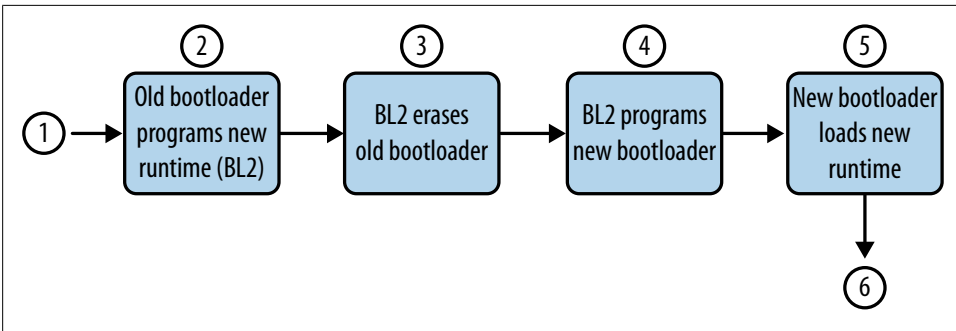 2
3
4
5
1
Old bootloader
programs new
runtime (BL2)
BL2 erases
old bootloader
BL2 programs
new bootloader
New bootloader
loads new
runtime
6